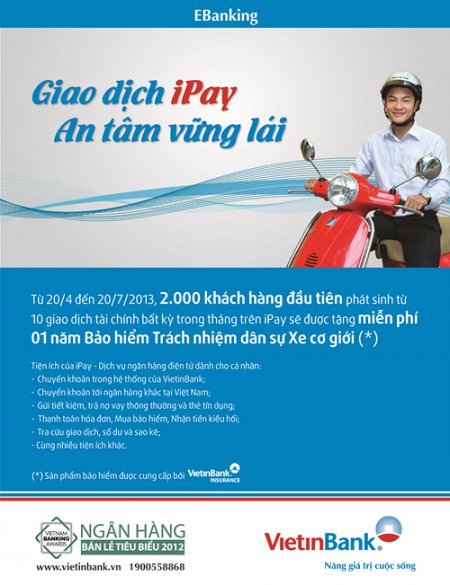 EBanking
Giao dịch iPay
An tâm vững lái
Từ 20/4 đến 20/7/2013, 2.000 khách hàng đầu tiên phát sinh từ
10 giao dịch tài chính bất kỳ trong tháng trên iPay sẽ được tặng miễn phí
01 năm Bảo hiểm Trách nhiệm dân sự Xe cơ giới (*)
Tiện ích của iPay - Dịch vụ ngân hàng điện tử dành cho cá nhân:
- Chuyển khoản trong hệ thống của VietinBank;
- Chuyển khoản tới ngân hàng khác tại Việt Nam;
- Gửi tiết kiệm, trả nợ vay thông thường và thẻ tín dụng;
- Thanh toán hóa đơn, Mua bảo hiểm, Nhận tiền kiều hối;
- Tra cứu giao dịch, số dư và sao kê;
- Cùng nhiều tiện ích khác.
(*) Sản phẩm bảo hiểm được cung cấp bởi VietinBank
INSURANCE
VIETNAM
BANKING
AWARDS
NGÂN HÀNG
BÁN LẺ TIÊU BIỂU 2012
www.vietinbank.vn 1900558868
VietinBank
Nâng giá trị cuộc sống